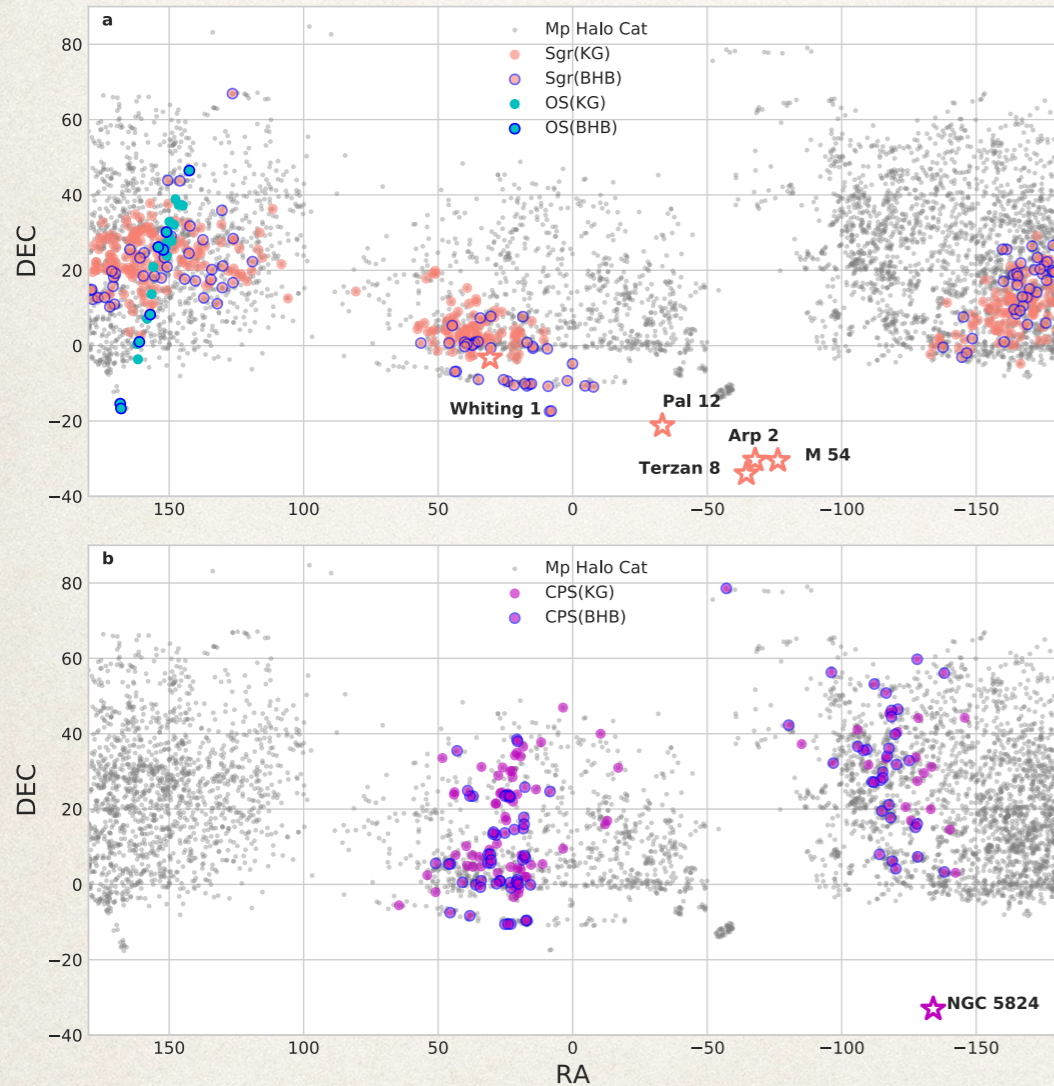 a
Mp Halo Cat
Sgr(KG)
Sgr(BHB)
OS(KG)
OS(BHB)
80
60
40
20
0
−20
−40
DEC
Whiting 1
Pal 12
Arp 2
M 54
Terzan 8
150 100 50 0 −50 −100 −150
b
Mp Halo Cat
CPS(KG)
CPS(BHB)
80
60
40
20
0
−20
−40
DEC
NGC 5824
150 100 50 0 −50 −100 −150
RA